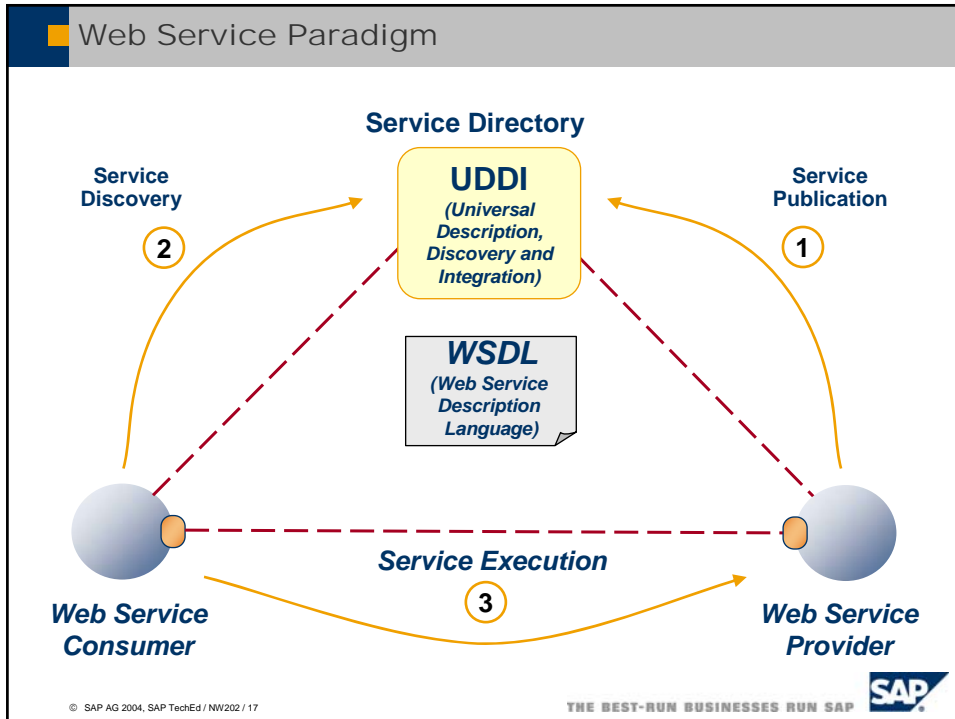 Web Service Paradigm
Service Directory
Service
Discovery
2
UDDI
(Universal
Description,
Discovery and
Integration)
Service
Publication
1
WSDL
(Web Service
Description
Language)
Service Execution
3
Web Service
Consumer
Web Service
Provider
© SAP AG 2004, SAP TechEd / NW202 / 17
THE BEST-RUN BUSINESSES RUN SAP
SAP